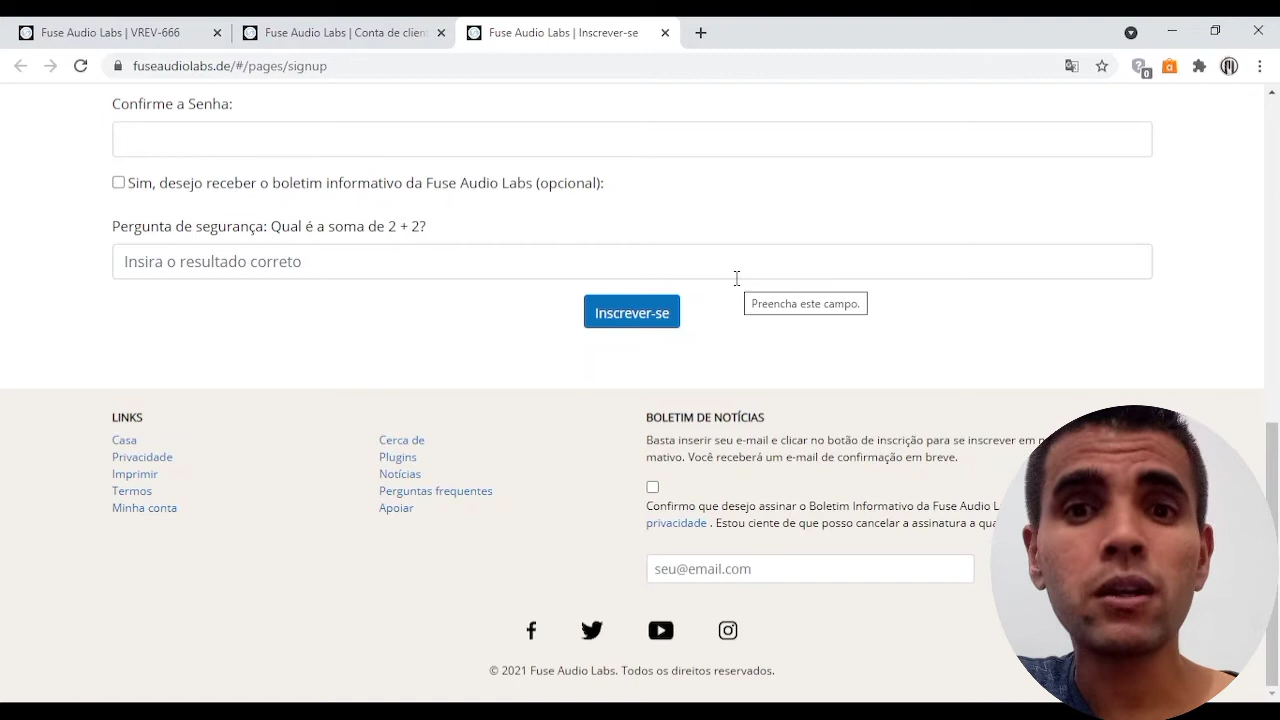 Fuse Audio Labs | VREV-666
Fuse Audio Labs | Conta de clien
Fuse Audio Labs | Inscrever-se
fuseaudiolabs.de/#/pages/signup
0
Confirme a Senha:
Sim, desejo receber o boletim informativo da Fuse Audio Labs (opcional):
Pergunta de segurança: Qual é a soma de 2 + 2?
Insira o resultado correto
Preencha este campo.
Inscrever-se
LINKS
Casa
Privacidade
Imprimir
Termos
Minha conta
Cerca de
Plugins
Notícias
Perguntas frequentes
Apoiar
BOLETIM DE NOTÍCIAS
Basta inserir seu e-mail e clicar no botão de inscrição para se inscrever em n
mativo. Você receberá um e-mail de confirmação em breve.
Confirmo que desejo assinar o Boletim Informativo da Fuse Audio L
privacidade . Estou ciente de que posso cancelar a assinatura a qua
seu@email.com
© 2021 Fuse Audio Labs. Todos os direitos reservados.